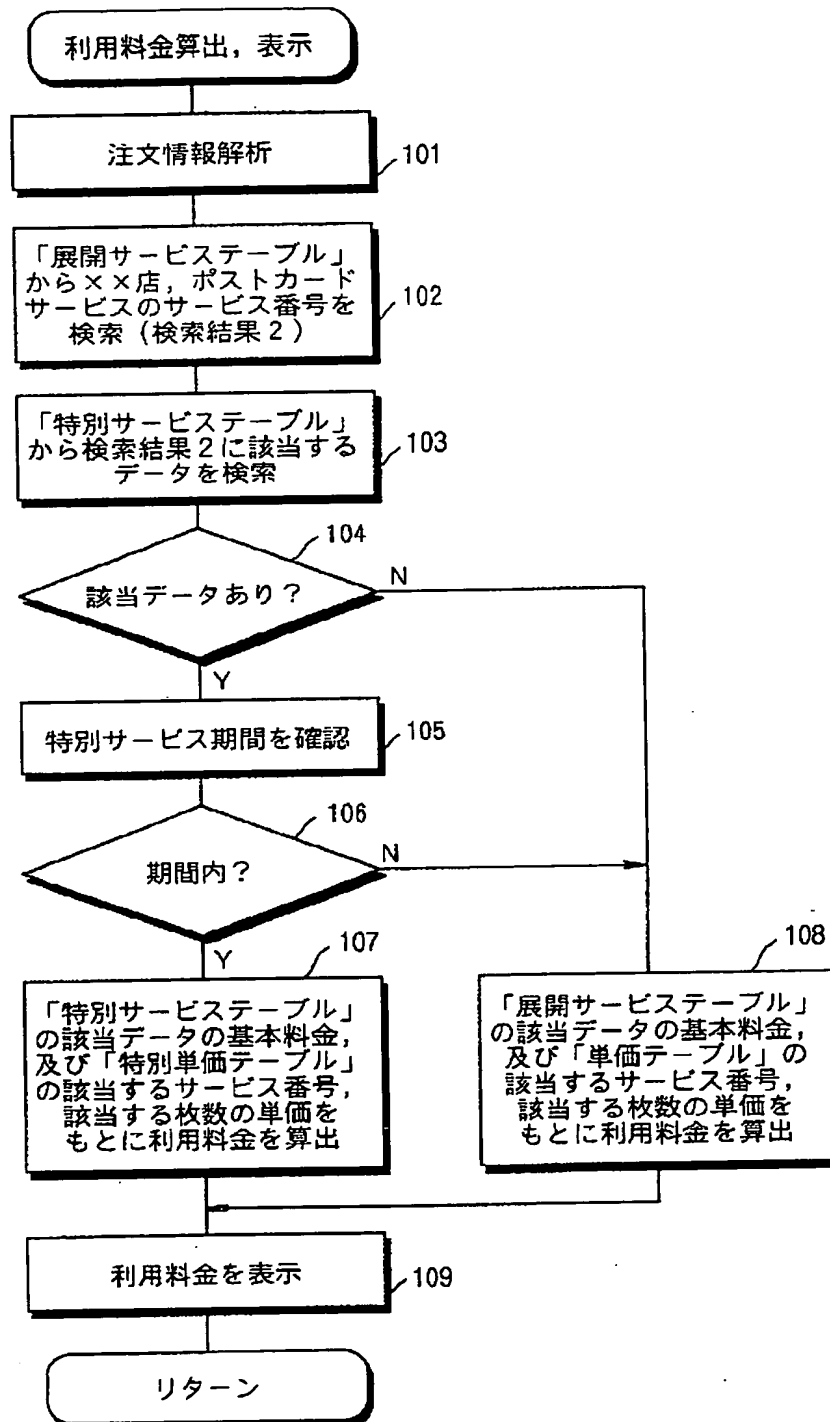 利用料金算出，表示
注文情報解析
101
「展開サービステーブル」
から××店，ポストカード
サービスのサービス番号を
検索（検索結果２）
102
「特別サービステーブル」
から検索結果２に該当する
データを検索
103
104
該当データあり？
N
Y
特別サービス期間を確認
105
106
期間内？
N
Y
107
「特別サービステーブル」
の該当データの基本料金，
及び「特別単価テーブル」
の該当するサービス番号，
該当する枚数の単価を
もとに利用料金を算出
108
「展開サービステーブル」
の該当データの基本料金，
及び「単価テーブル」の
該当するサービス番号，
該当する枚数の単価を
もとに利用料金を算出
利用料金を表示
109
リターン